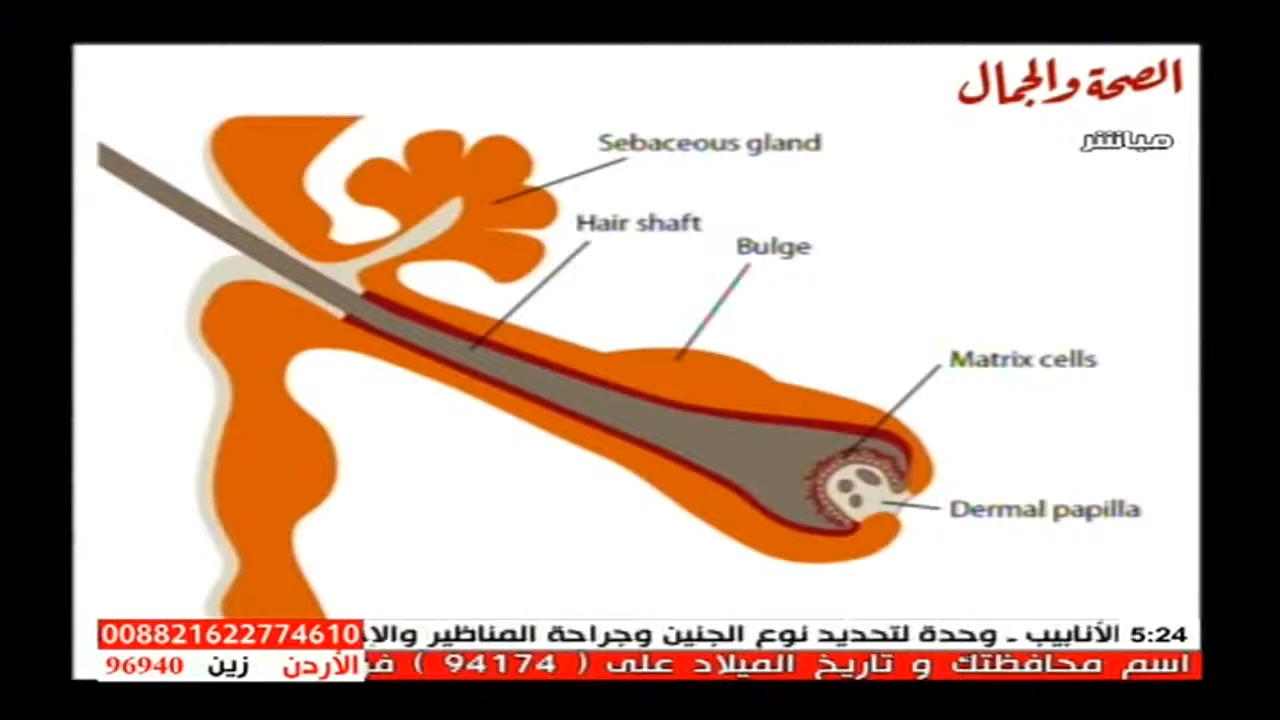 الصحة والجمال
مباشر
Sebaceous gland
Hair shaft
Bulge
Matrix cells
Dermal papilla
5:24 الأنابيب ـ وحدة لتحديد نوع الجنين وجراحة المناظير
008821622774610
اسم محافظتك و تاريخ الميلاد على ( 94174 )
الأردن زين 96940